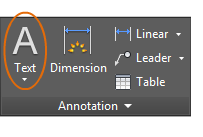 A
Text
Dimension
Linear
Leader
Table
Annotation